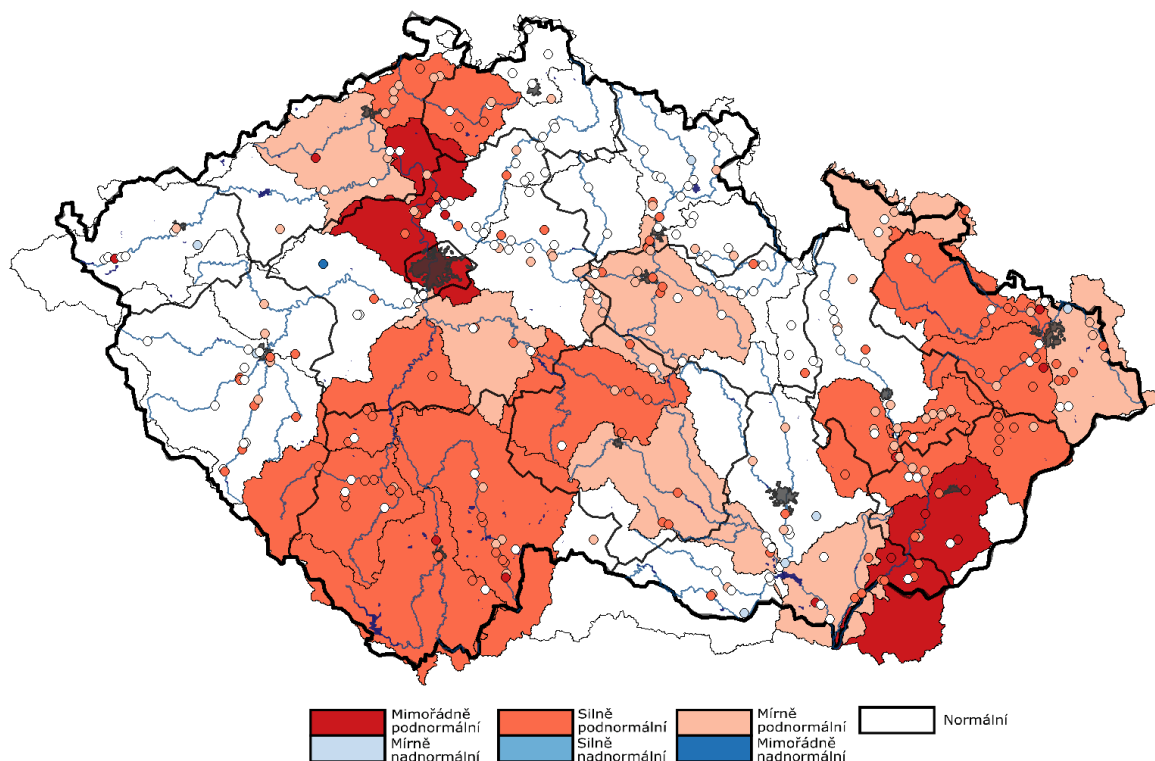 Mimořádně
podnormální
Silně
podnormální
Mírně
podnormální
Normální
Mírně
nadnormální
Silně
nadnormální
Mimořádně
nadnormální